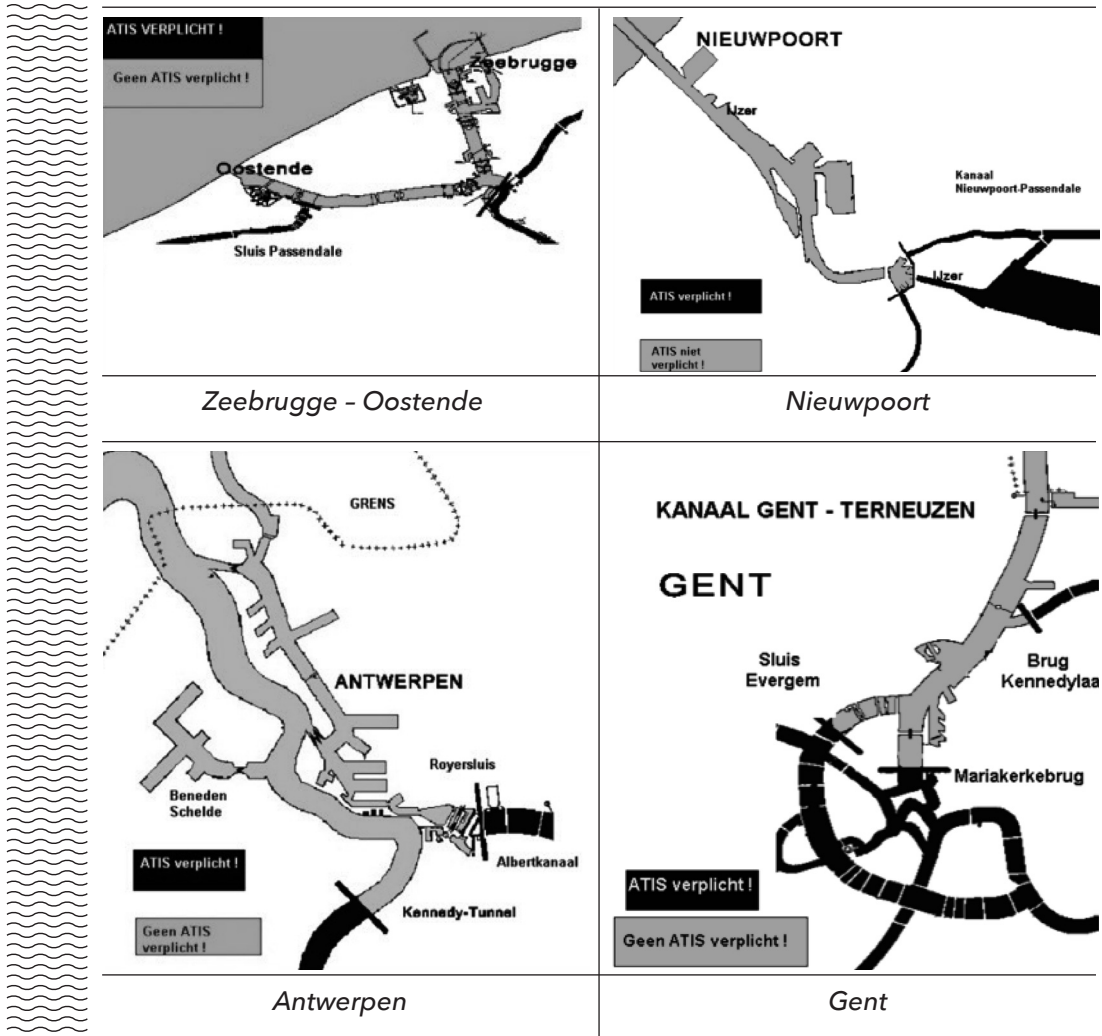 ATIS VERPLICHT !
Geen ATIS verplicht !
Zeebrugge
Oostende
Sluis Passendale
Zeebrugge – Oostende
NIEUWPOORT
IJzer
Kanaal
Nieuwpoort-Passendale
IJzer
ATIS verplicht !
ATIS niet
verplicht !
Nieuwpoort
GRENS
ANTWERPEN
Royersluis
Beneden
Schelde
Albertkanaal
ATIS verplicht !
Kennedy-Tunnel
Geen ATIS
verplicht !
Antwerpen
KANAAL GENT - TERNEUZEN
GENT
Sluis
Evergem
Brug
Kennedylaa
Mariakerkebrug
ATIS verplicht !
Geen ATIS verplicht !
Gent